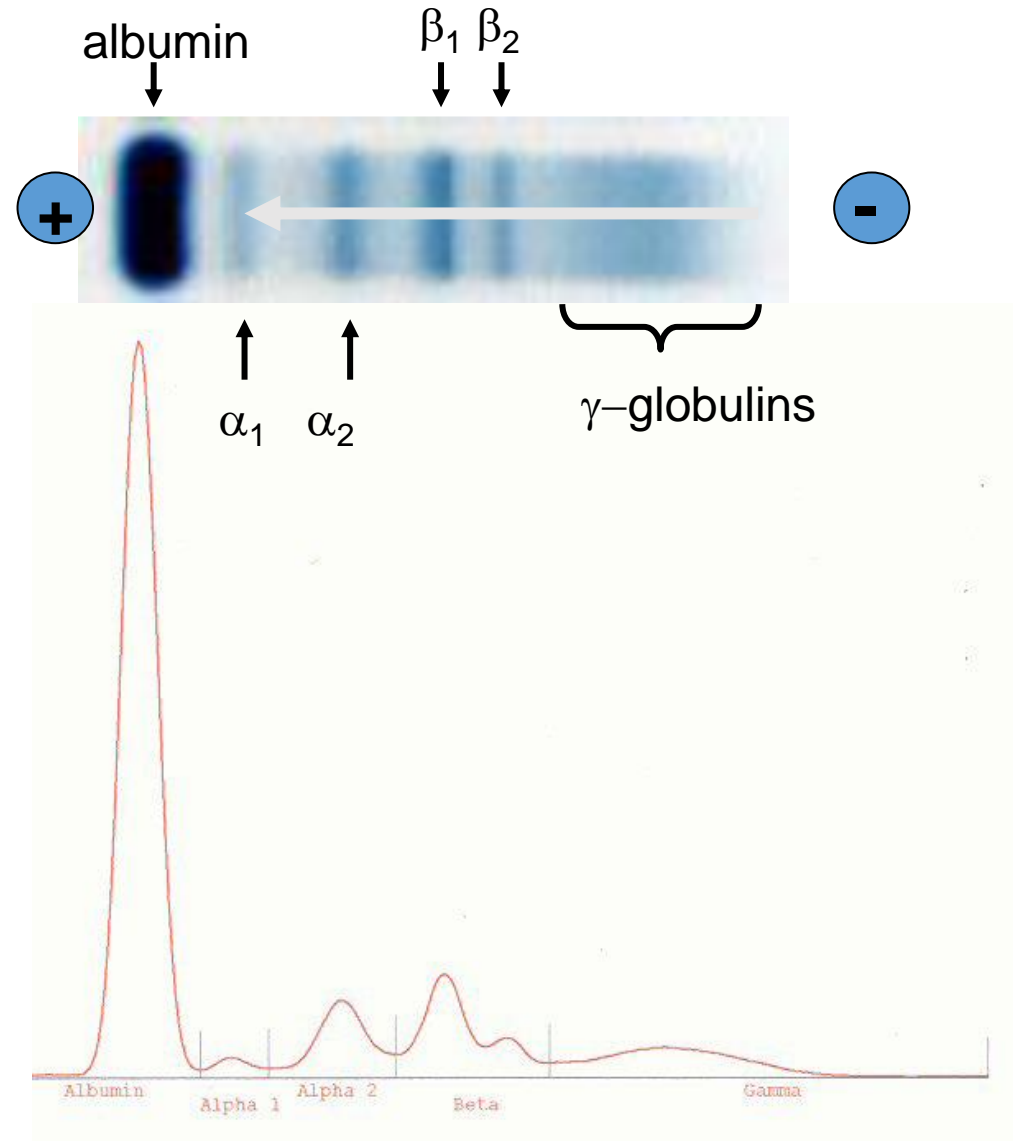 albumin
β1 β2
+ -
α1 α2
γ–globulins
Albumin
Alpha 1
Alpha 2
Beta
Gamma